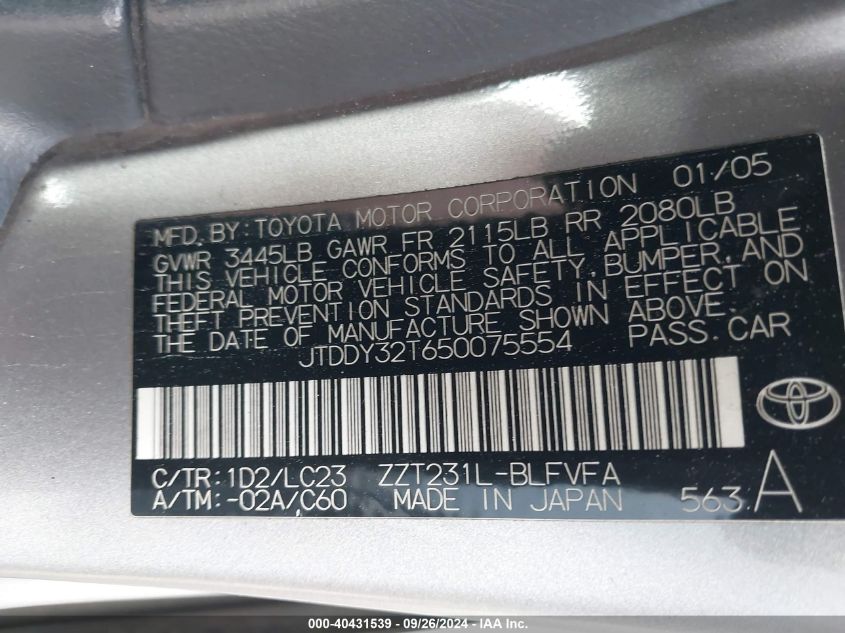 MFD. BY: TOYOTA MOTOR CORPORATION 01/05
GVWR 3445LB GAWR FR 2115LB RR 2080LB
THIS VEHICLE CONFORMS TO ALL APPLICABLE
FEDERAL MOTOR VEHICLE SAFETY, BUMPER, AND
THEFT PREVENTION STANDARDS IN EFFECT ON
THE DATE OF MANUFACTURE SHOWN ABOVE.
JTDDY32T650075554 PASS. CAR
C/TR: 1D2/LC23 ZZT231L-BLFVFA
A/TM: -02A/C60 MADE IN JAPAN 563 A
000-40431539 - 09/26/2024 - IAA Inc.